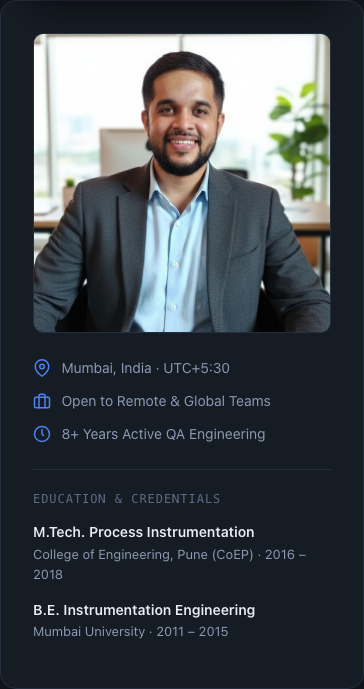 Mumbai, India · UTC+5:30
Open to Remote & Global Teams
8+ Years Active QA Engineering
EDUCATION & CREDENTIALS
M.Tech. Process Instrumentation
College of Engineering, Pune (CoEP) · 2016 –
2018
B.E. Instrumentation Engineering
Mumbai University · 2011 – 2015